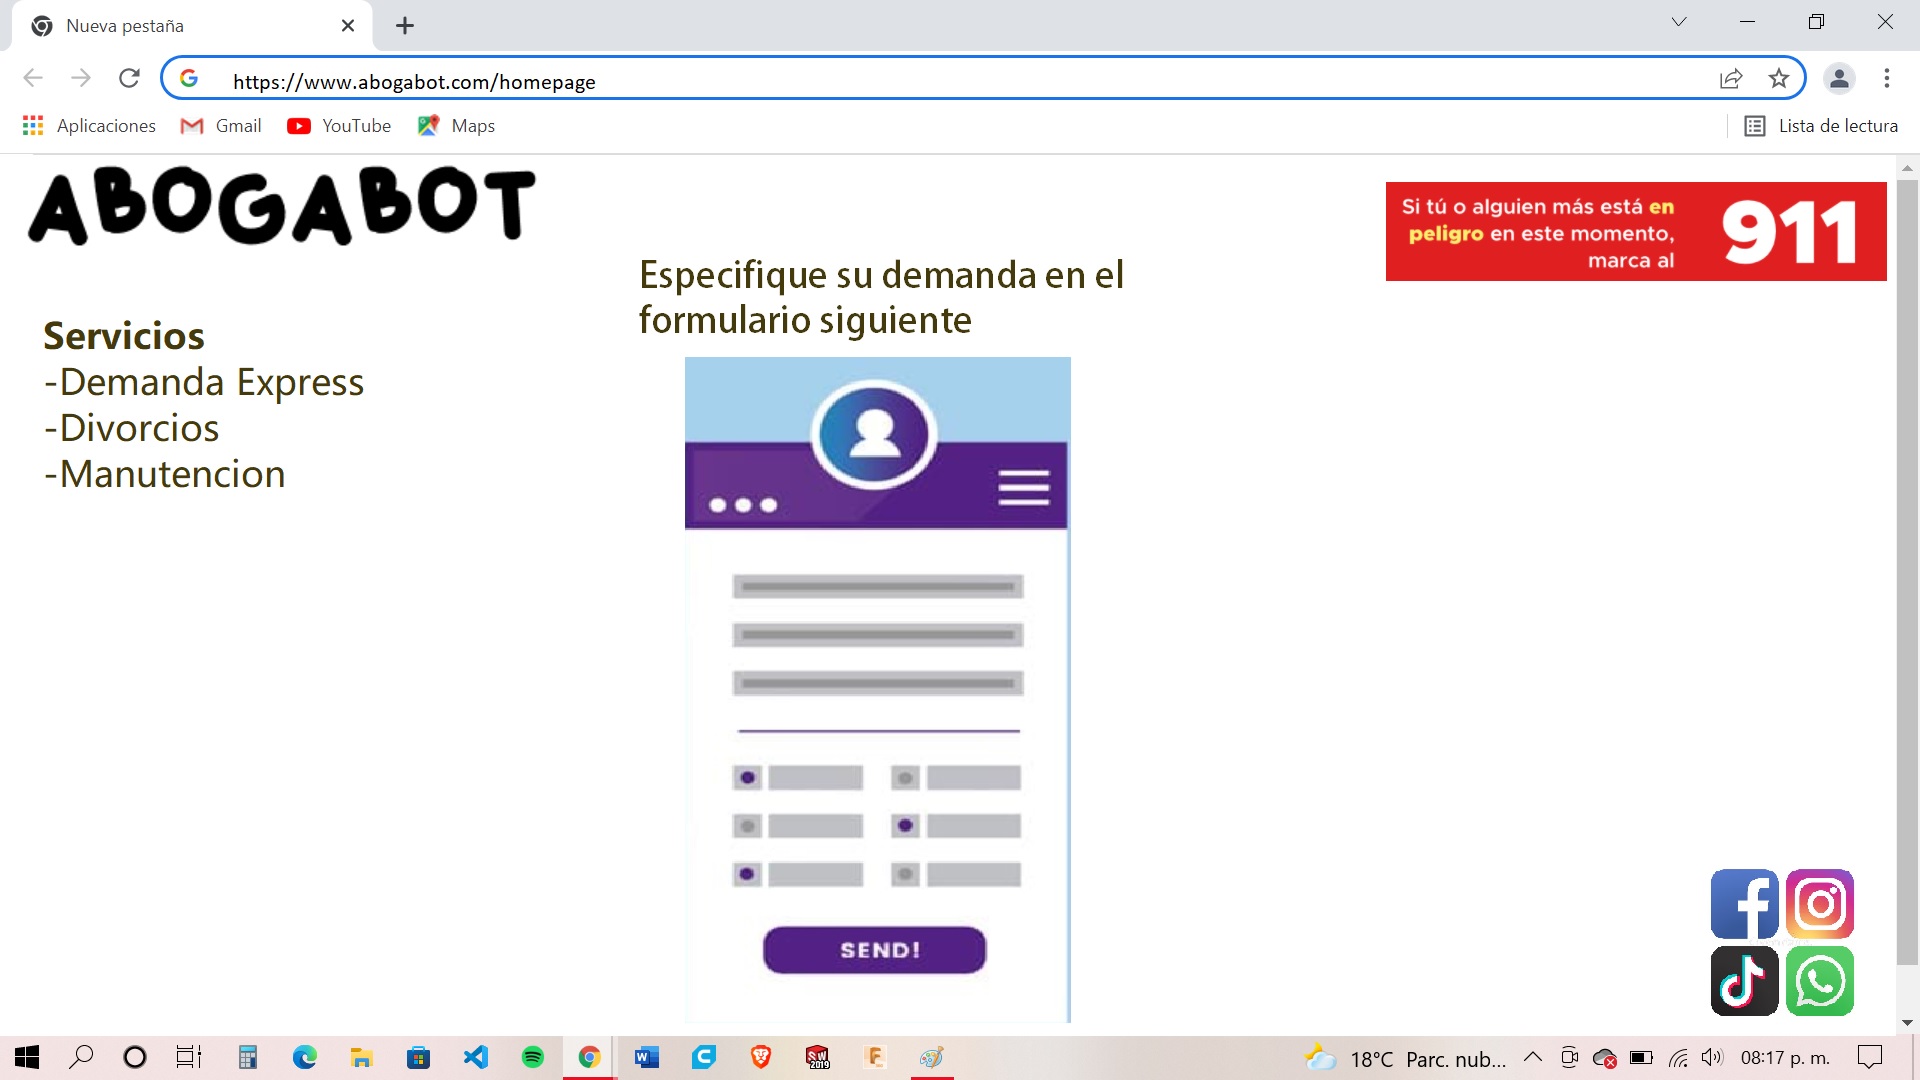 Nueva pestaña
https://www.abogabot.com/homepage
Aplicaciones
Gmail
YouTube
Maps
Lista de lectura
ABOGABOT
Si tú o alguien más está en
peligro en este momento,
marca al
911
Especifique su demanda en el
formulario siguiente
Servicios
-Demanda Express
-Divorcios
-Manutencion
SEND!
18°C Parc. nub...
08:17 p. m.